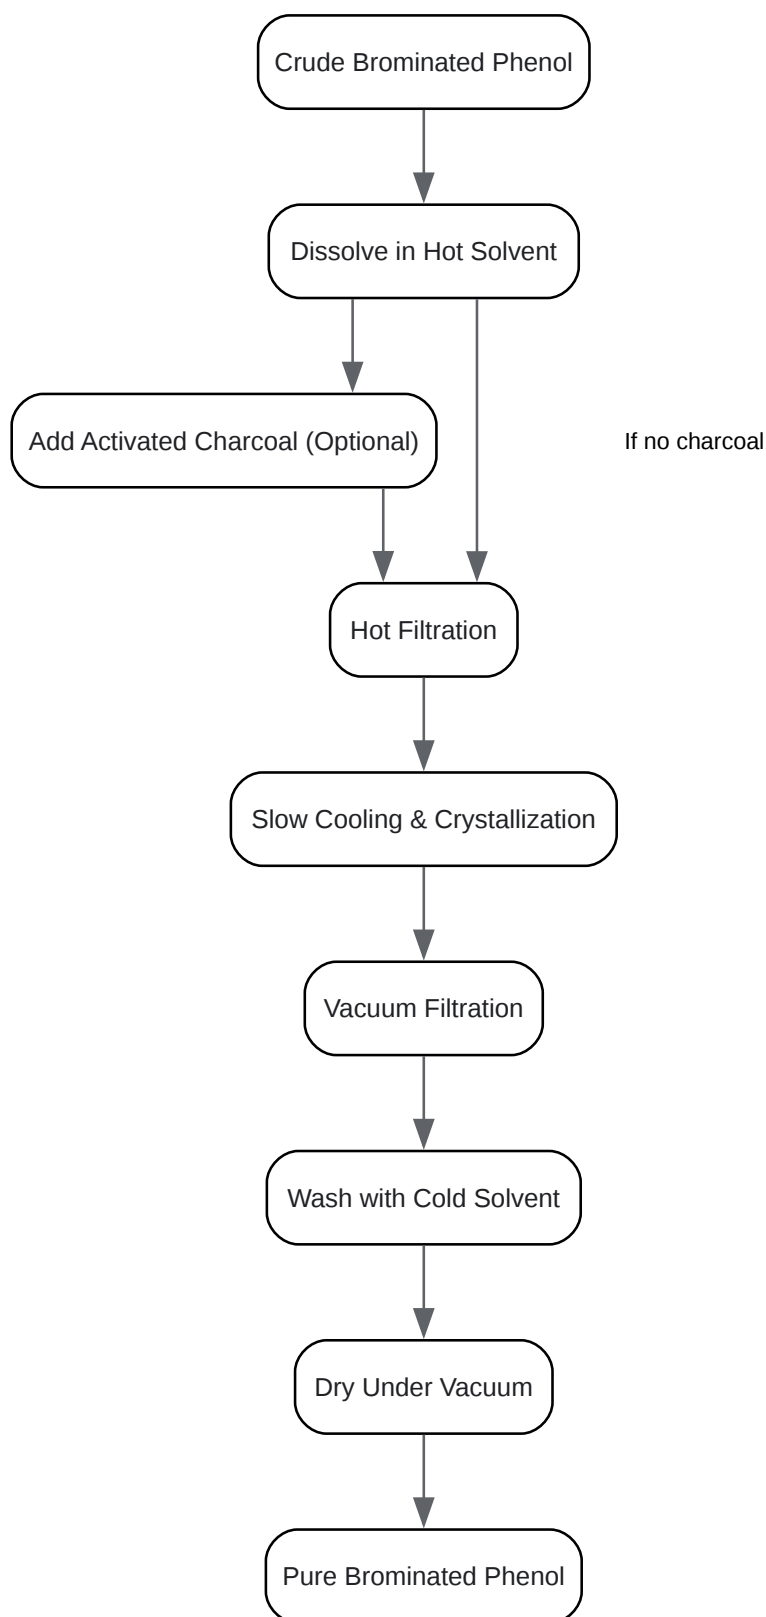 Crude Brominated Phenol
Dissolve in Hot Solvent
Add Activated Charcoal (Optional)
If no charcoal
Hot Filtration
Slow Cooling & Crystallization
Vacuum Filtration
Wash with Cold Solvent
Dry Under Vacuum
Pure Brominated Phenol